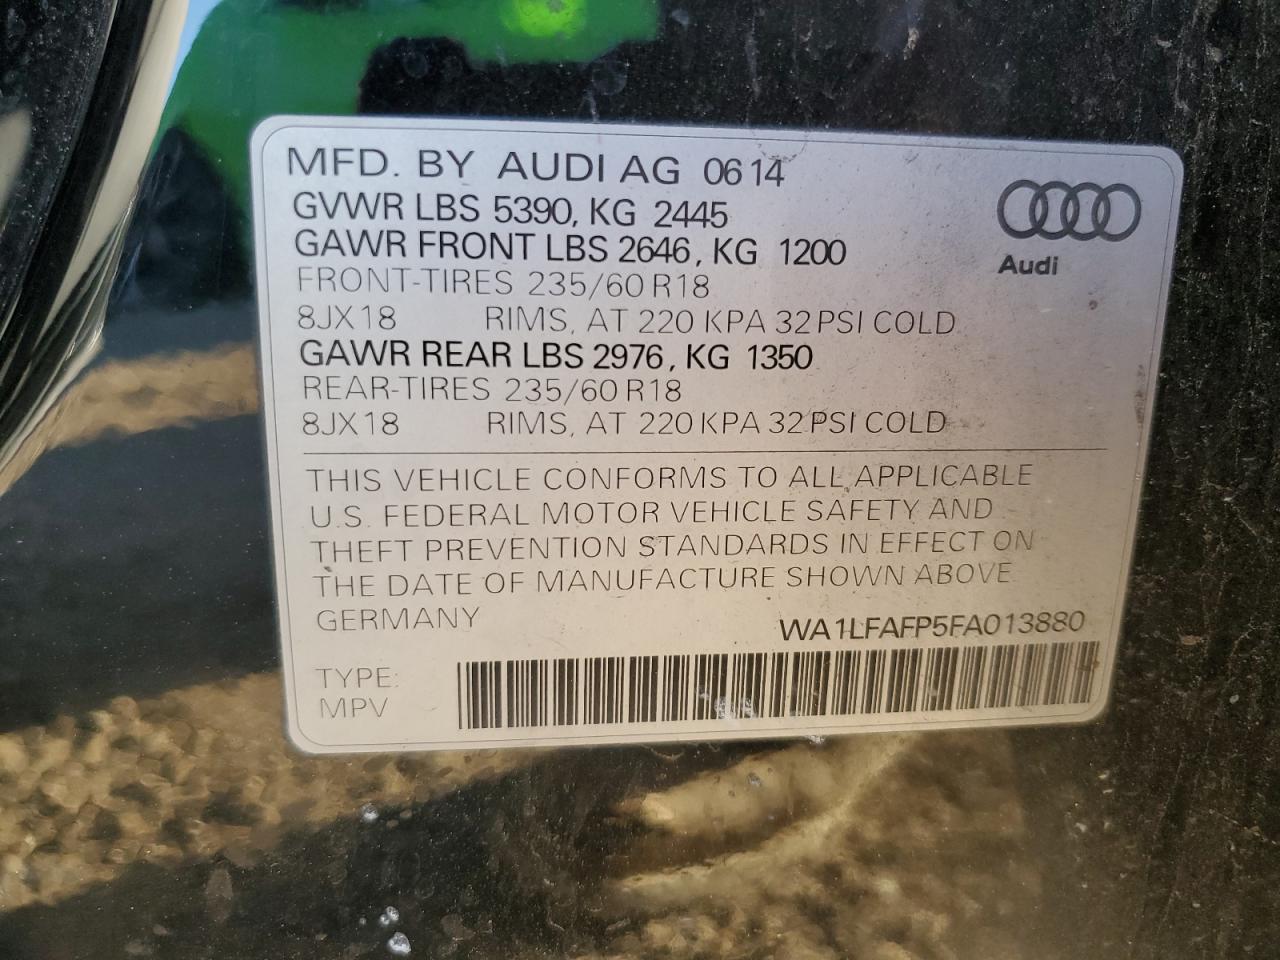 MFD. BY AUDI AG 0614
GVWR LBS 5390, KG 2445
GAWR FRONT LBS 2646, KG 1200
FRONT-TIRES 235/60 R18
8JX18 RIMS, AT 220 KPA 32 PSI COLD
GAWR REAR LBS 2976, KG 1350
REAR-TIRES 235/60 R18
8JX18 RIMS, AT 220 KPA 32 PSI COLD
Audi
THIS VEHICLE CONFORMS TO ALL APPLICABLE
U.S. FEDERAL MOTOR VEHICLE SAFETY AND
THEFT PREVENTION STANDARDS IN EFFECT ON
THE DATE OF MANUFACTURE SHOWN ABOVE
GERMANY
WA1LFAFP5FA013880
TYPE:
MPV